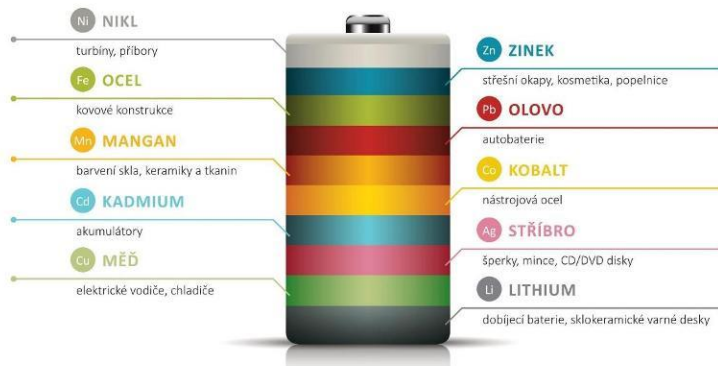 Ni NIKL
turbíny, příbory
Fe OCEL
kovové konstrukce
Mn MANGAN
barvení skla, keramiky a tkanin
Cd KADMIUM
akumulátory
Cu MĚĎ
elektrické vodiče, chladiče
Zn ZINEK
střešní okapy, kosmetika, popelnice
Pb OLOVO
autobaterie
Co KOBALT
nástrojová ocel
Ag STŘÍBRO
šperky, mince, CD/DVD disky
Li LITHIUM
dobíjecí baterie, sklokeramické varné desky